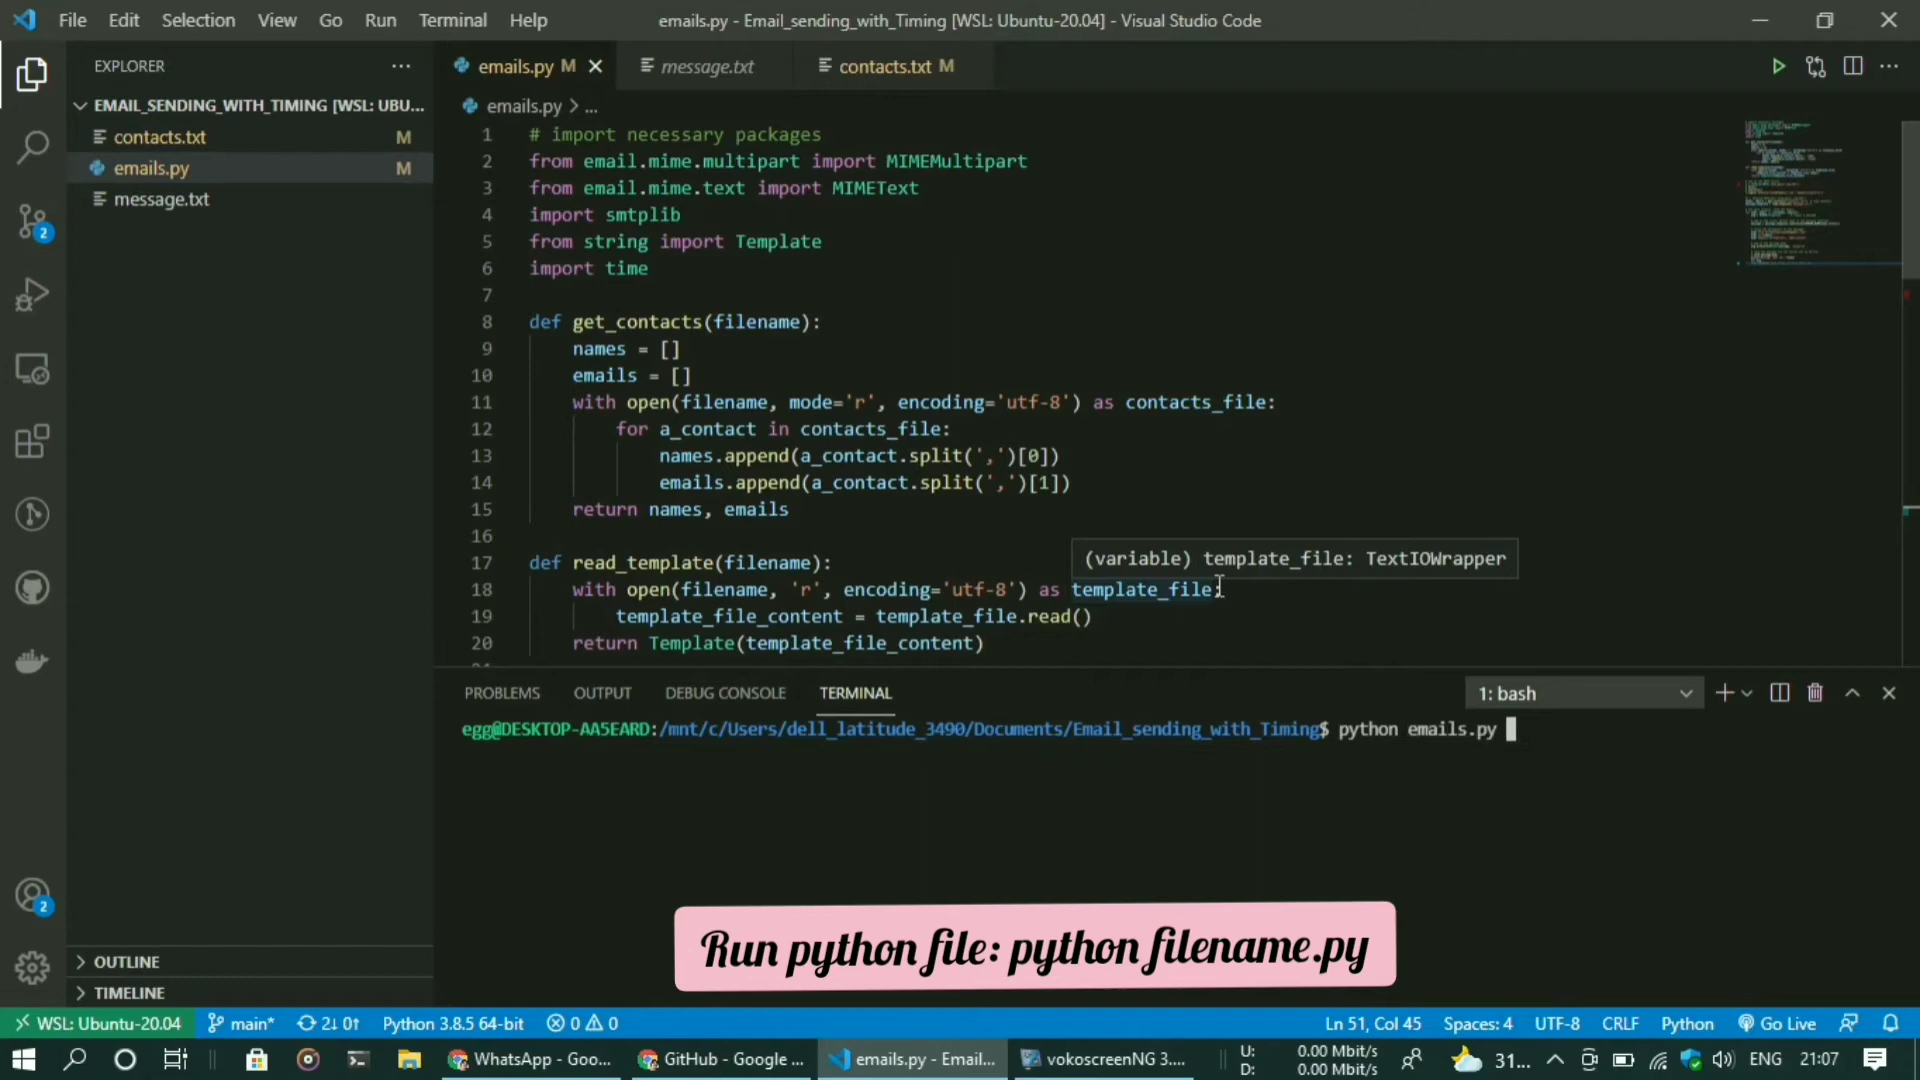 File Edit Selection View Go Run Terminal Help
emails.py - Email_sending_with_Timing [WSL: Ubuntu-20.04] - Visual Studio Code
EXPLORER
EMAIL_SENDING_WITH_TIMING [WSL: UBU...
contacts.txt M
emails.py M
message.txt
2
2
OUTLINE
TIMELINE
emails.py M
message.txt
contacts.txt M
emails.py > ...
1 # import necessary packages
2 from email.mime.multipart import MIMEMultipart
3 from email.mime.text import MIMEText
4 import smtplib
5 from string import Template
6 import time
7
8 def get_contacts(filename):
9 names = []
10 emails = []
11 with open(filename, mode='r', encoding='utf-8') as contacts_file:
12 for a_contact in contacts_file:
13 names.append(a_contact.split(',')[0])
14 emails.append(a_contact.split(',')[1])
15 return names, emails
16
17 def read_template(filename):
(variable) template_file: TextIOWrapper
18 with open(filename, 'r', encoding='utf-8') as template_file:
19 template_file_content = template_file.read()
20 return Template(template_file_content)
PROBLEMS OUTPUT DEBUG CONSOLE TERMINAL
1: bash
egg@DESKTOP-AA5EARD:/mnt/c/Users/dell_latitude_3490/Documents/Email_sending_with_Timing$ python emails.py
Run python file: python filename.py
WSL: Ubuntu-20.04 main* 2↓ 0↑ Python 3.8.5 64-bit 0 0 Ln 51, Col 45 Spaces: 4 UTF-8 CRLF Python Go Live
WhatsApp - Goo...
GitHub - Google ...
emails.py - Email...
vokoscreenNG 3....
U: 0.00 Mbit/s
D: 0.00 Mbit/s
31...
ENG
21:07